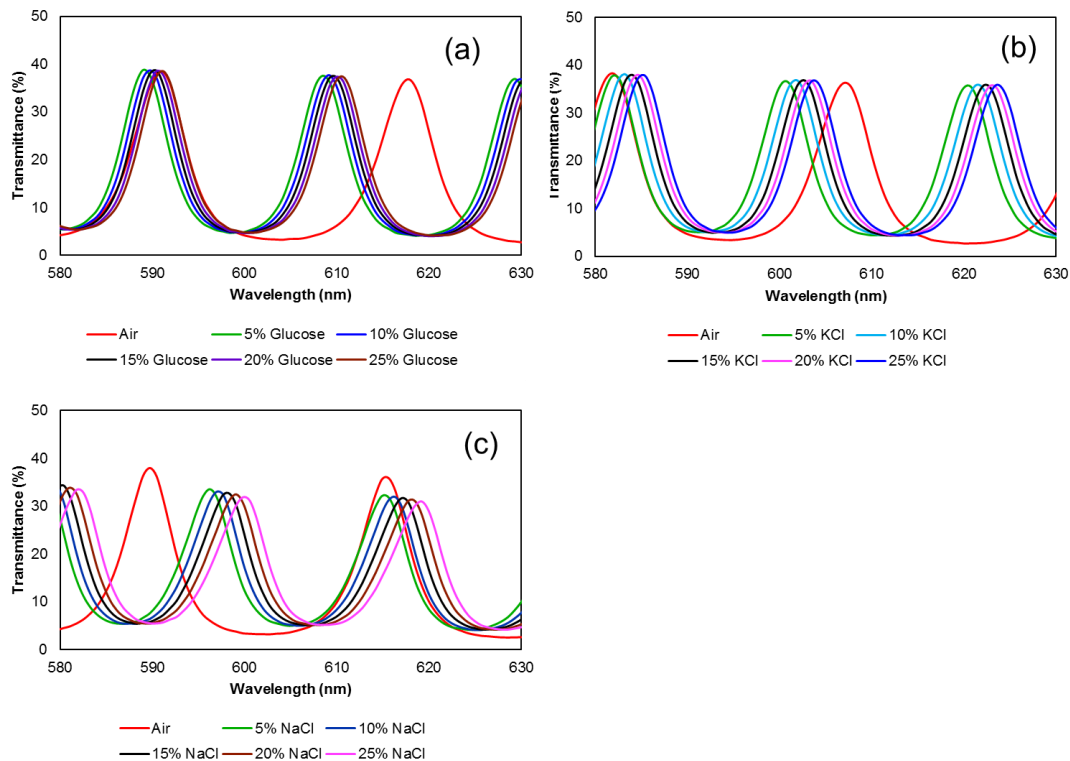 (a)
50
40
30
20
10
0
Transmittance (%)
580 590 600 610 620 630
Wavelength (nm)
Air 5% Glucose 10% Glucose
15% Glucose 20% Glucose 25% Glucose
(b)
50
40
30
20
10
0
Transmittance (%)
580 590 600 610 620 630
Wavelength (nm)
Air 5% KCl 10% KCl
15% KCl 20% KCl 25% KCl
(c)
50
40
30
20
10
0
Transmittance (%)
580 590 600 610 620 630
Wavelength (nm)
Air 5% NaCl 10% NaCl
15% NaCl 20% NaCl 25% NaCl